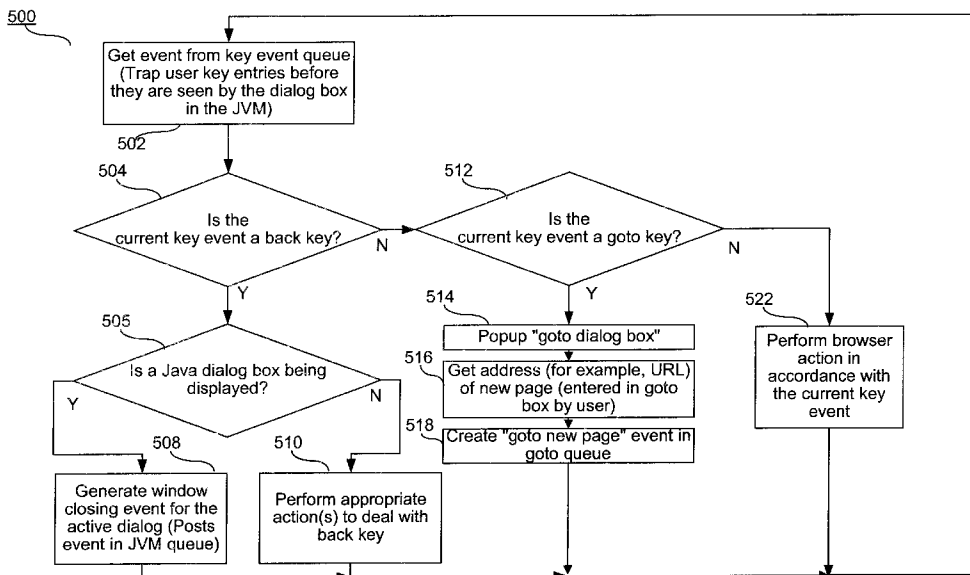 500
Get event from key event queue
(Trap user key entries before
they are seen by the dialog box
in the JVM)
502
504
Is the
current key event a back key?
N
Y
512
Is the
current key event a goto key?
N
Y
505
Is a Java dialog box being
displayed?
Y
N
514
Popup "goto dialog box"
516
Get address (for example, URL)
of new page (entered in goto
box by user)
518
Create "goto new page" event in
goto queue
522
Perform browser
action in
accordance with
the current key
event
508
Generate window
closing event for the
active dialog (Posts
event in JVM queue)
510
Perform appropriate
action(s) to deal with
back key